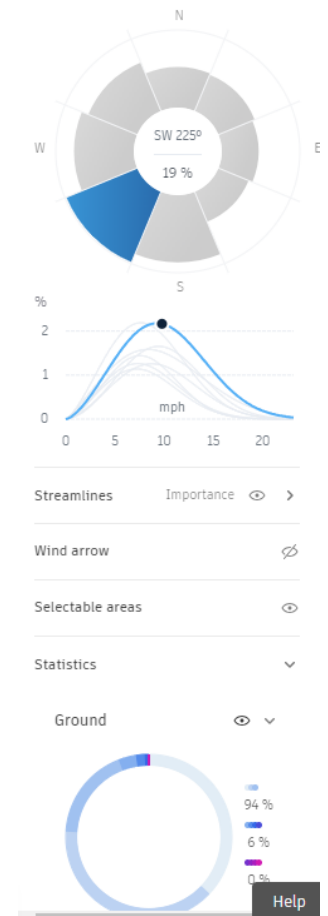 N
SW 225º
W
E
19 %
S
%
2
1
mph
0
0 5 10 15 20
Streamlines Importance
Wind arrow
Selectable areas
Statistics
Ground
94 %
6 %
0 %
Help